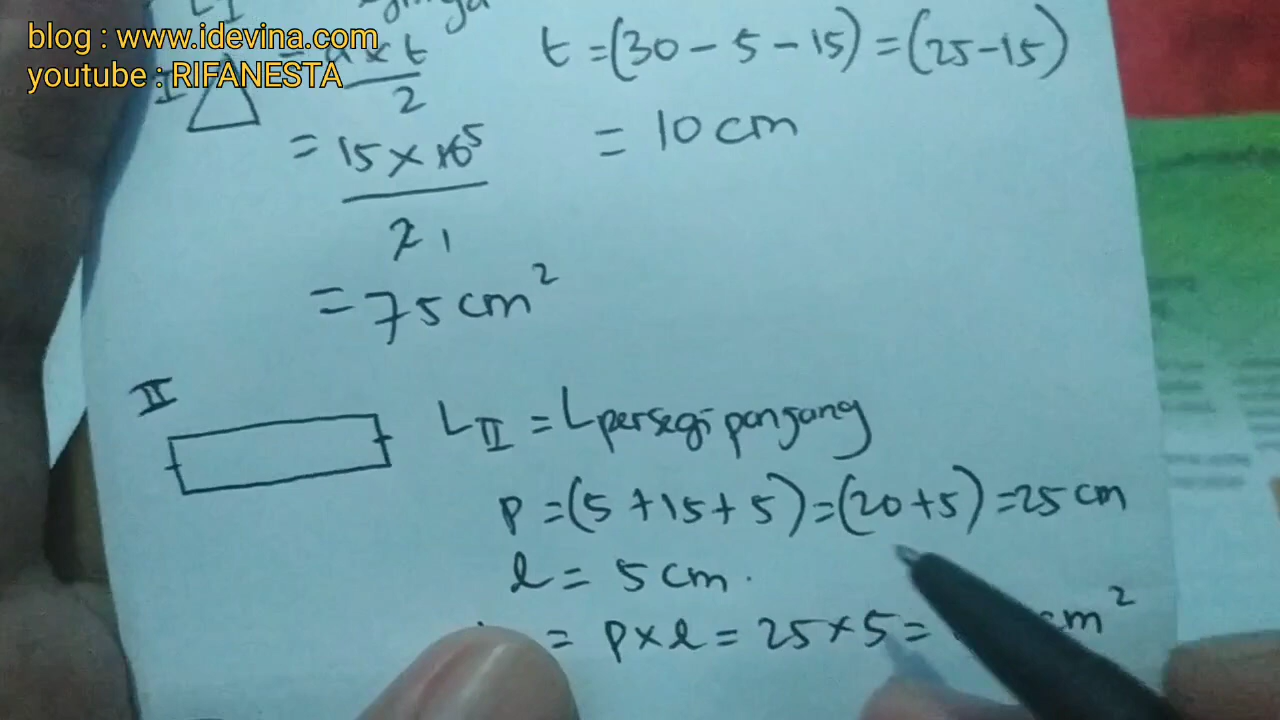 blog : www.idevina.com
youtube : RIFANESTA
L I
t = (30 - 5 - 15) = (25 - 15)
I = a x t
2
= 15 x 10 5
= 10 cm
2 1
= 75 cm²
II
L II = L persegi panjang
p = (5 + 15 + 5) = (20 + 5) = 25 cm
l = 5 cm.
= p x l = 25 x 5 = cm²